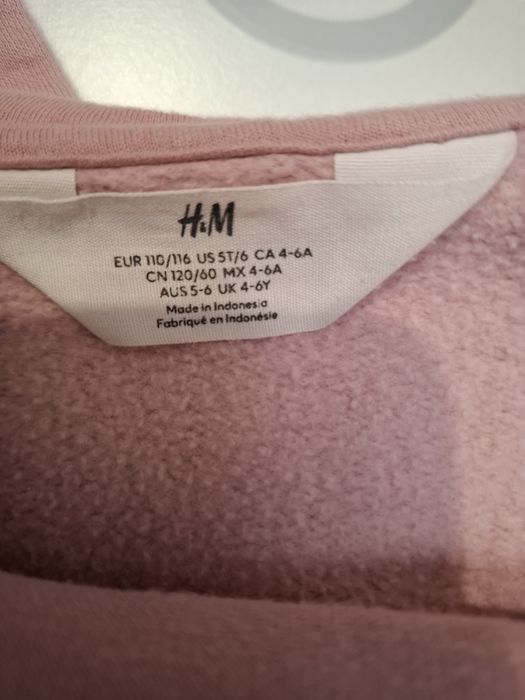 H&M
EUR 110/116 US 5T/6 CA 4-6A
CN 120/60 MX 4-6A
AUS 5-6 UK 4-6Y
Made in Indonesia
Fabriqué en Indonésie